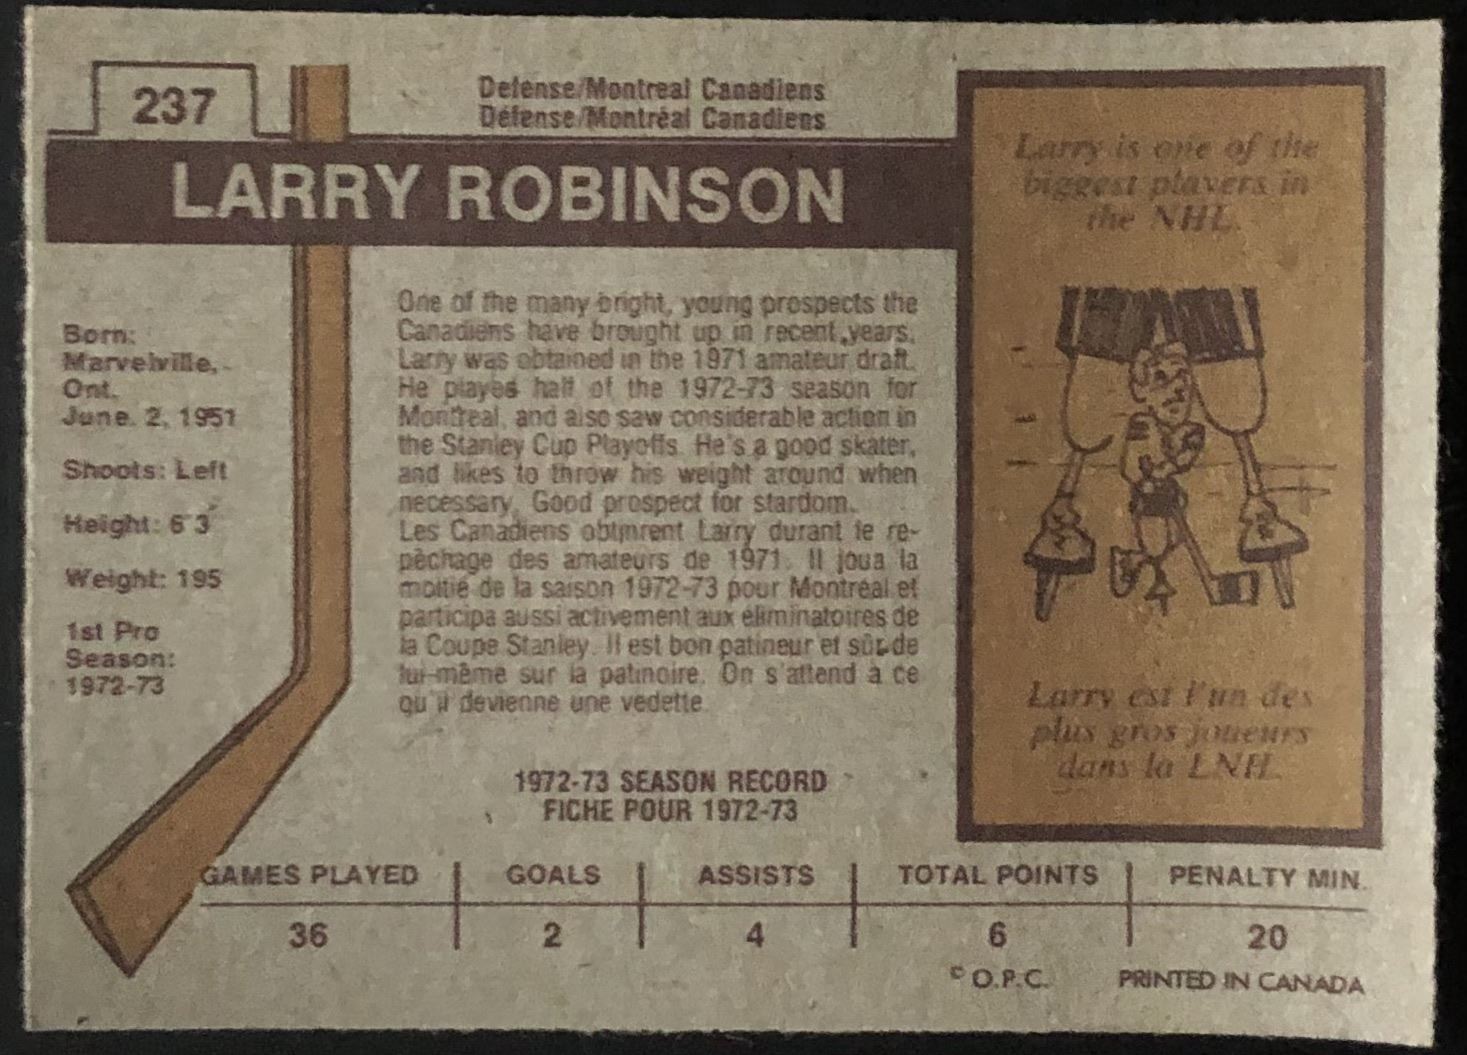 237
Defense/Montreal Canadiens
Défense/Montréal Canadiens
LARRY ROBINSON
Born:
Marvelville,
Ont.
June. 2, 1951
Shoots: Left
Height: 6'3"
Weight: 195
1st Pro
Season:
1972-73
One of the many bright, young prospects the
Canadiens have brought up in recent years,
Larry was obtained in the 1971 amateur draft.
He played half of the 1972-73 season for
Montreal, and also saw considerable action in
the Stanley Cup Playoffs. He's a good skater,
and likes to throw his weight around when
necessary. Good prospect for stardom.
Les Canadiens obtinrent Larry durant le re-
pêchage des amateurs de 1971. Il joua la
moitié de la saison 1972-73 pour Montréal et
participa aussi activement aux éliminatoires de
la Coupe Stanley. Il est bon patineur et sûr de
lui-même sur la patinoire. On s'attend à ce
qu'il devienne une vedette.
Larry is one of the
biggest players in
the NHL.
Larry est l'un des
plus gros joueurs
dans la LNH.
1972-73 SEASON RECORD
FICHE POUR 1972-73
GAMES PLAYED GOALS ASSISTS TOTAL POINTS PENALTY MIN.
36 2 4 6 20
© O.P.C. PRINTED IN CANADA